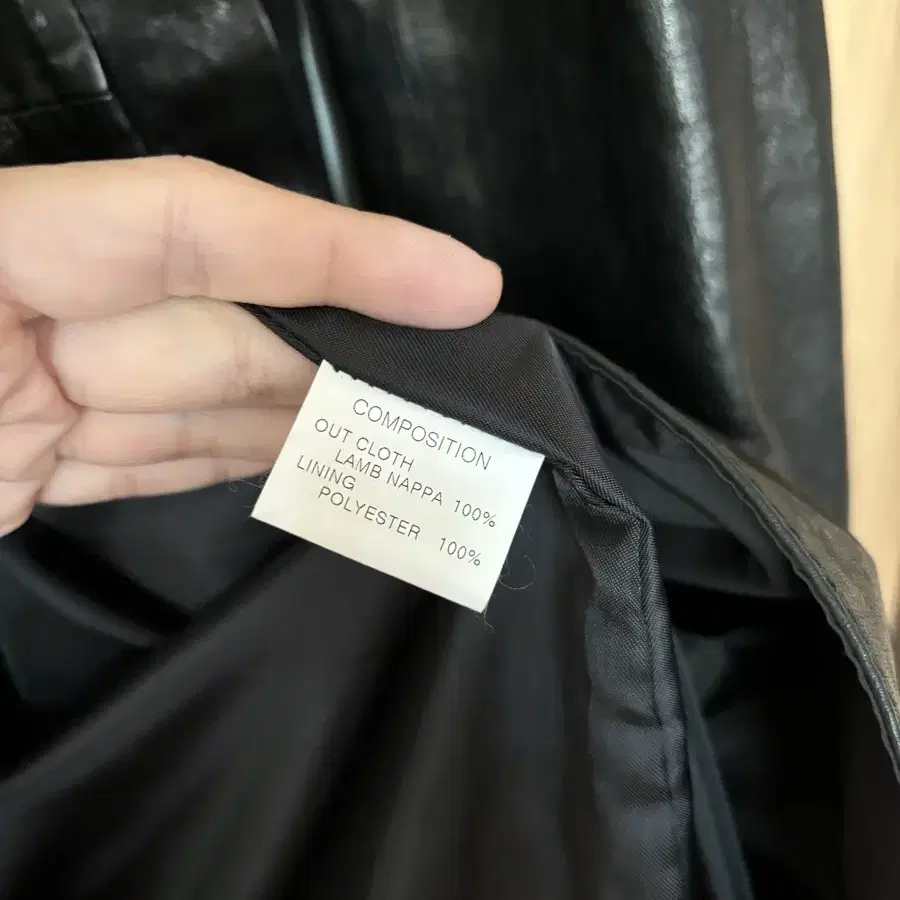 COMPOSITION
OUT CLOTH
LAMB NAPPA 100%
LINING
POLYESTER 100%